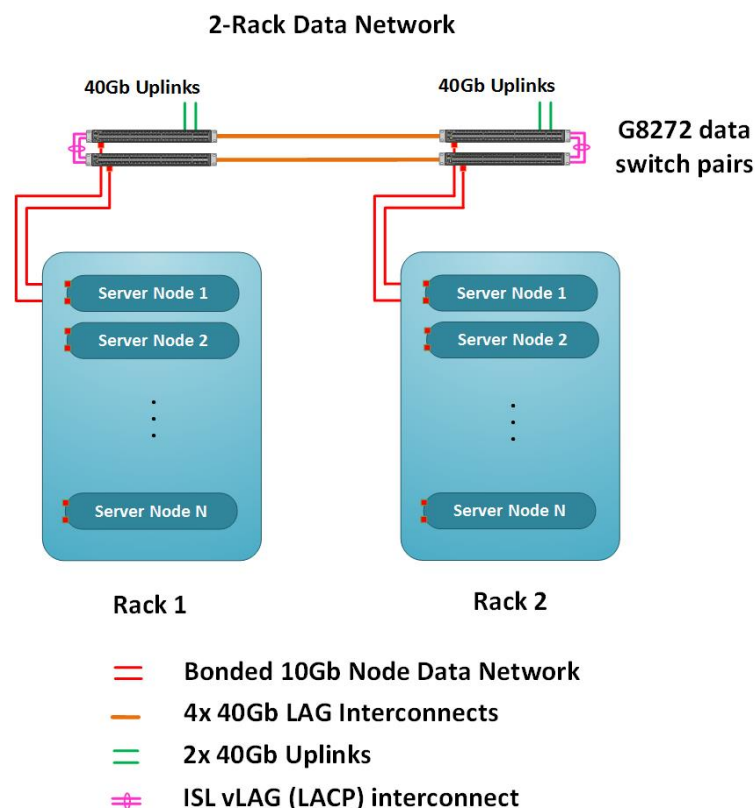 2-Rack Data Network
40Gb Uplinks
40Gb Uplinks
G8272 data
switch pairs
Server Node 1
Server Node 2
Server Node N
Server Node 1
Server Node 2
Server Node N
Rack 1
Rack 2
Bonded 10Gb Node Data Network
4x 40Gb LAG Interconnects
2x 40Gb Uplinks
ISL vLAG (LACP) interconnect